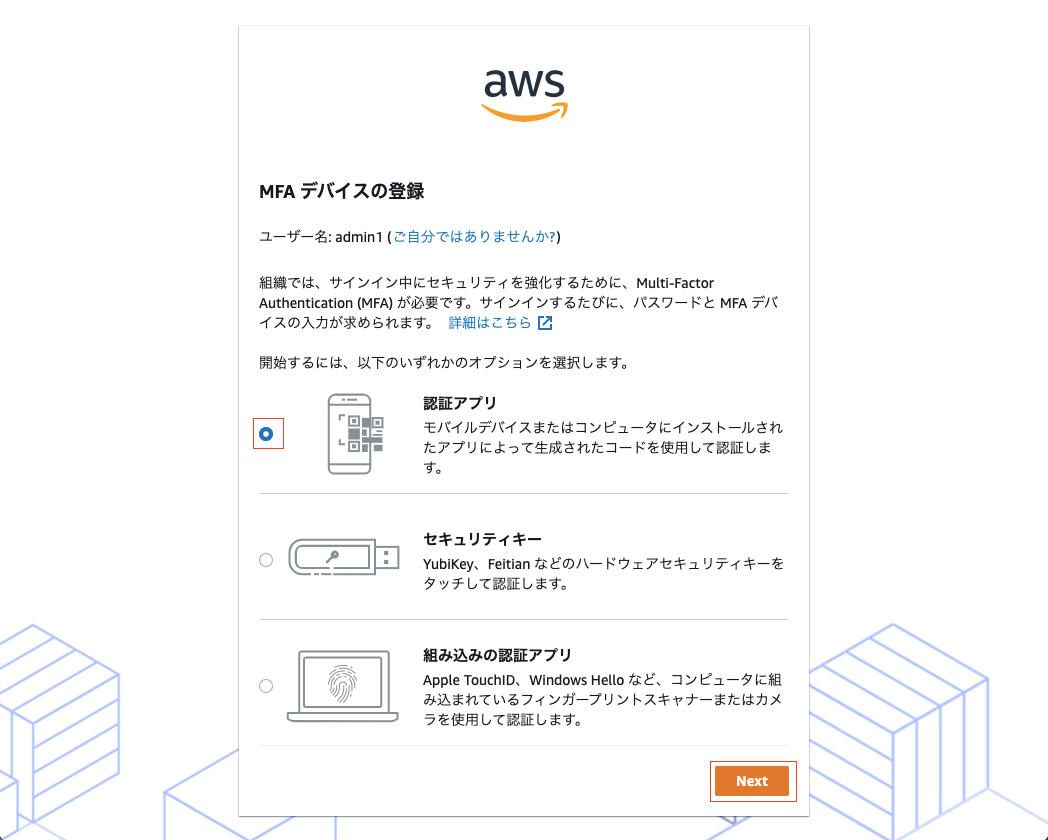 aws
MFA デバイスの登録
ユーザー名: admin1 (ご自分ではありませんか?)
組織では、サインイン中にセキュリティを強化するために、Multi-Factor
Authentication (MFA) が必要です。サインインするたびに、パスワードと MFA デバ
イスの入力が求められます。 詳細はこちら
開始するには、以下のいずれかのオプションを選択します。
認証アプリ
モバイルデバイスまたはコンピュータにインストールされ
たアプリによって生成されたコードを使用して認証しま
す。
セキュリティキー
YubiKey、Feitian などのハードウェアセキュリティキーを
タッチして認証します。
組み込みの認証アプリ
Apple TouchID、Windows Hello など、コンピュータに組
み込まれているフィンガープリントスキャナーまたはカメ
ラを使用して認証します。
Next